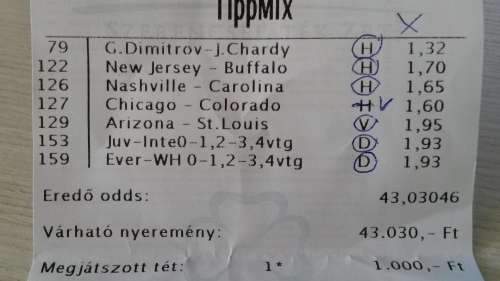 TippMix
79 G.Dimitrov-J.Chardy H 1,32
122 New Jersey - Buffalo H 1,70
126 Nashville - Carolina H 1,65
127 Chicago - Colorado H 1,60
129 Arizona - St.Louis V 1,95
153 Juv-Inte0-1,2-3,4vtg D 1,93
159 Ever-WH 0-1,2-3,4vtg D 1,93
Eredő odds: 43,03046
Várható nyeremény: 43.030,- Ft
Megjátszott tét: 1* 1.000,- Ft